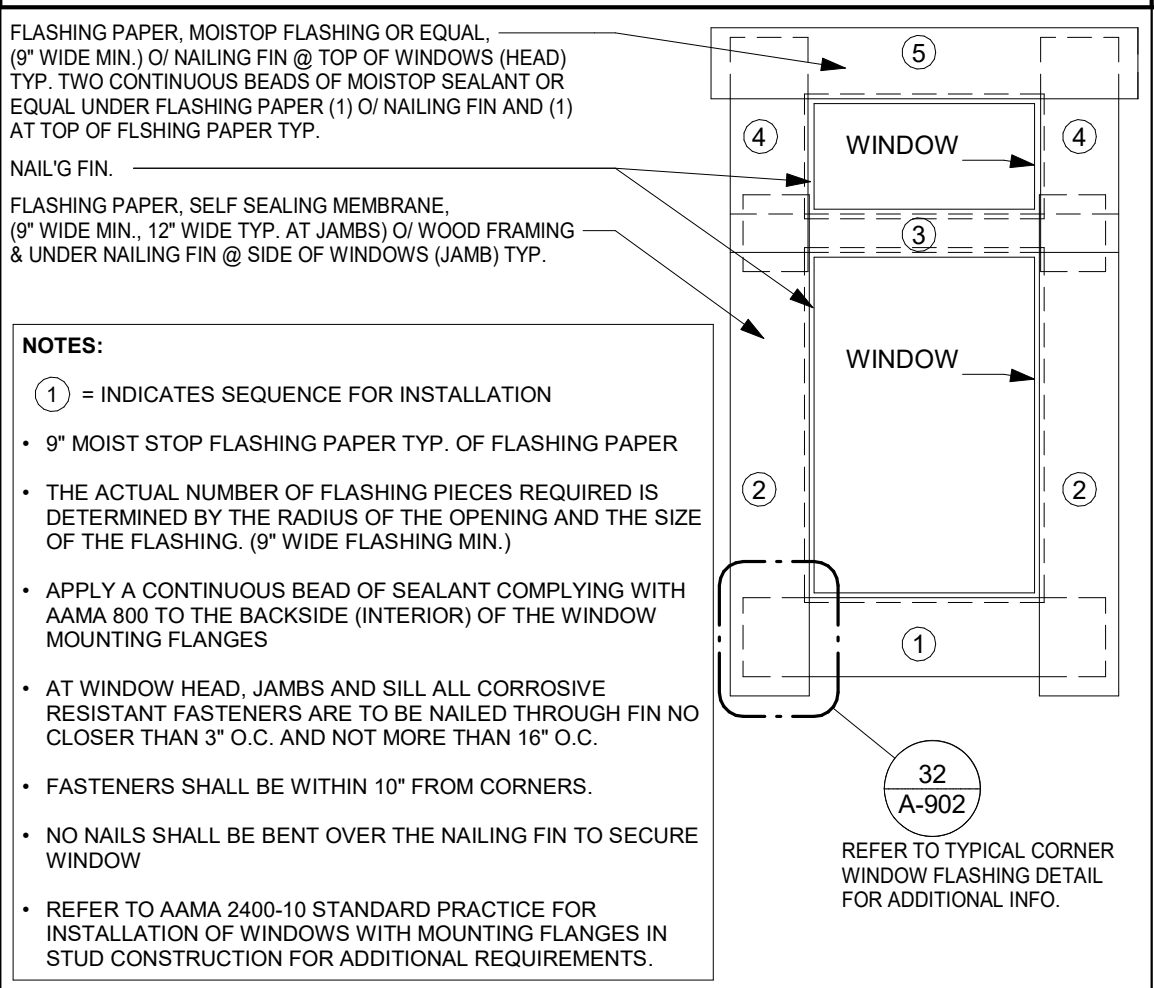 FLASHING PAPER, MOISTOP FLASHING OR EQUAL,
(9" WIDE MIN.) O/ NAILING FIN @ TOP OF WINDOWS (HEAD)
TYP. TWO CONTINUOUS BEADS OF MOISTOP SEALANT OR
EQUAL UNDER FLASHING PAPER (1) O/ NAILING FIN AND (1)
AT TOP OF FLSHING PAPER TYP.
NAIL'G FIN.
FLASHING PAPER, SELF SEALING MEMBRANE,
(9" WIDE MIN., 12" WIDE TYP. AT JAMBS) O/ WOOD FRAMING
& UNDER NAILING FIN @ SIDE OF WINDOWS (JAMB) TYP.
NOTES:
1 = INDICATES SEQUENCE FOR INSTALLATION
• 9" MOIST STOP FLASHING PAPER TYP. OF FLASHING PAPER
• THE ACTUAL NUMBER OF FLASHING PIECES REQUIRED IS
DETERMINED BY THE RADIUS OF THE OPENING AND THE SIZE
OF THE FLASHING. (9" WIDE FLASHING MIN.)
• APPLY A CONTINUOUS BEAD OF SEALANT COMPLYING WITH
AAMA 800 TO THE BACKSIDE (INTERIOR) OF THE WINDOW
MOUNTING FLANGES
• AT WINDOW HEAD, JAMBS AND SILL ALL CORROSIVE
RESISTANT FASTENERS ARE TO BE NAILED THROUGH FIN NO
CLOSER THAN 3" O.C. AND NOT MORE THAN 16" O.C.
• FASTENERS SHALL BE WITHIN 10" FROM CORNERS.
• NO NAILS SHALL BE BENT OVER THE NAILING FIN TO SECURE
WINDOW
• REFER TO AAMA 2400-10 STANDARD PRACTICE FOR
INSTALLATION OF WINDOWS WITH MOUNTING FLANGES IN
STUD CONSTRUCTION FOR ADDITIONAL REQUIREMENTS.
5
4 WINDOW 4
3
WINDOW
2 2
1
32
A-902
REFER TO TYPICAL CORNER
WINDOW FLASHING DETAIL
FOR ADDITIONAL INFO.